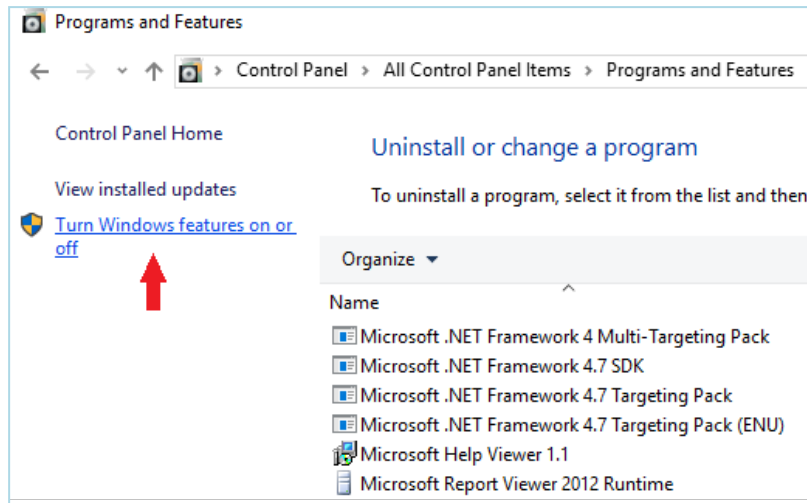 Programs and Features
Control Panel > All Control Panel Items > Programs and Features
Control Panel Home
View installed updates
Turn Windows features on or
off
Uninstall or change a program
To uninstall a program, select it from the list and then
Organize
Name
Microsoft .NET Framework 4 Multi-Targeting Pack
Microsoft .NET Framework 4.7 SDK
Microsoft .NET Framework 4.7 Targeting Pack
Microsoft .NET Framework 4.7 Targeting Pack (ENU)
Microsoft Help Viewer 1.1
Microsoft Report Viewer 2012 Runtime